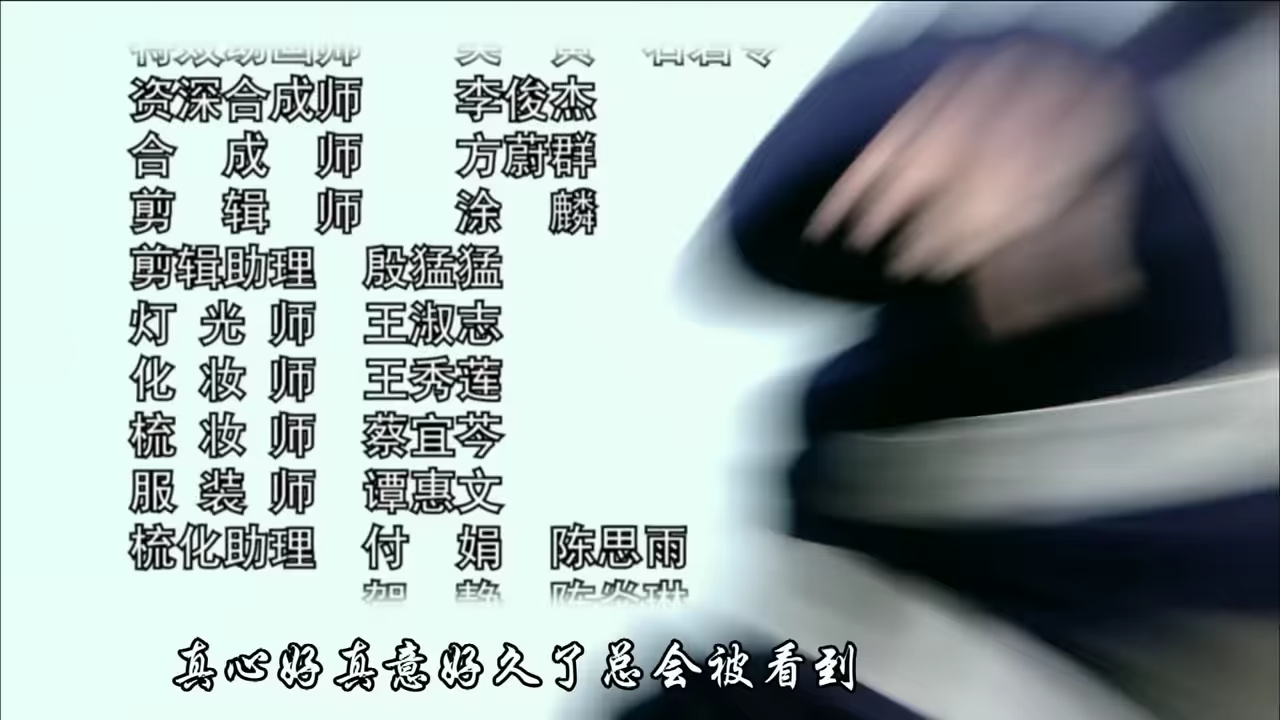 资深合成师 李俊杰
合成师 方蔚群
剪辑师 涂麟
剪辑助理 殷猛猛
灯光师 王淑志
化妆师 王秀莲
梳妆师 蔡宜芩
服装师 谭惠文
梳化助理 付娟 陈思雨
真心好真意好久了总会被看到